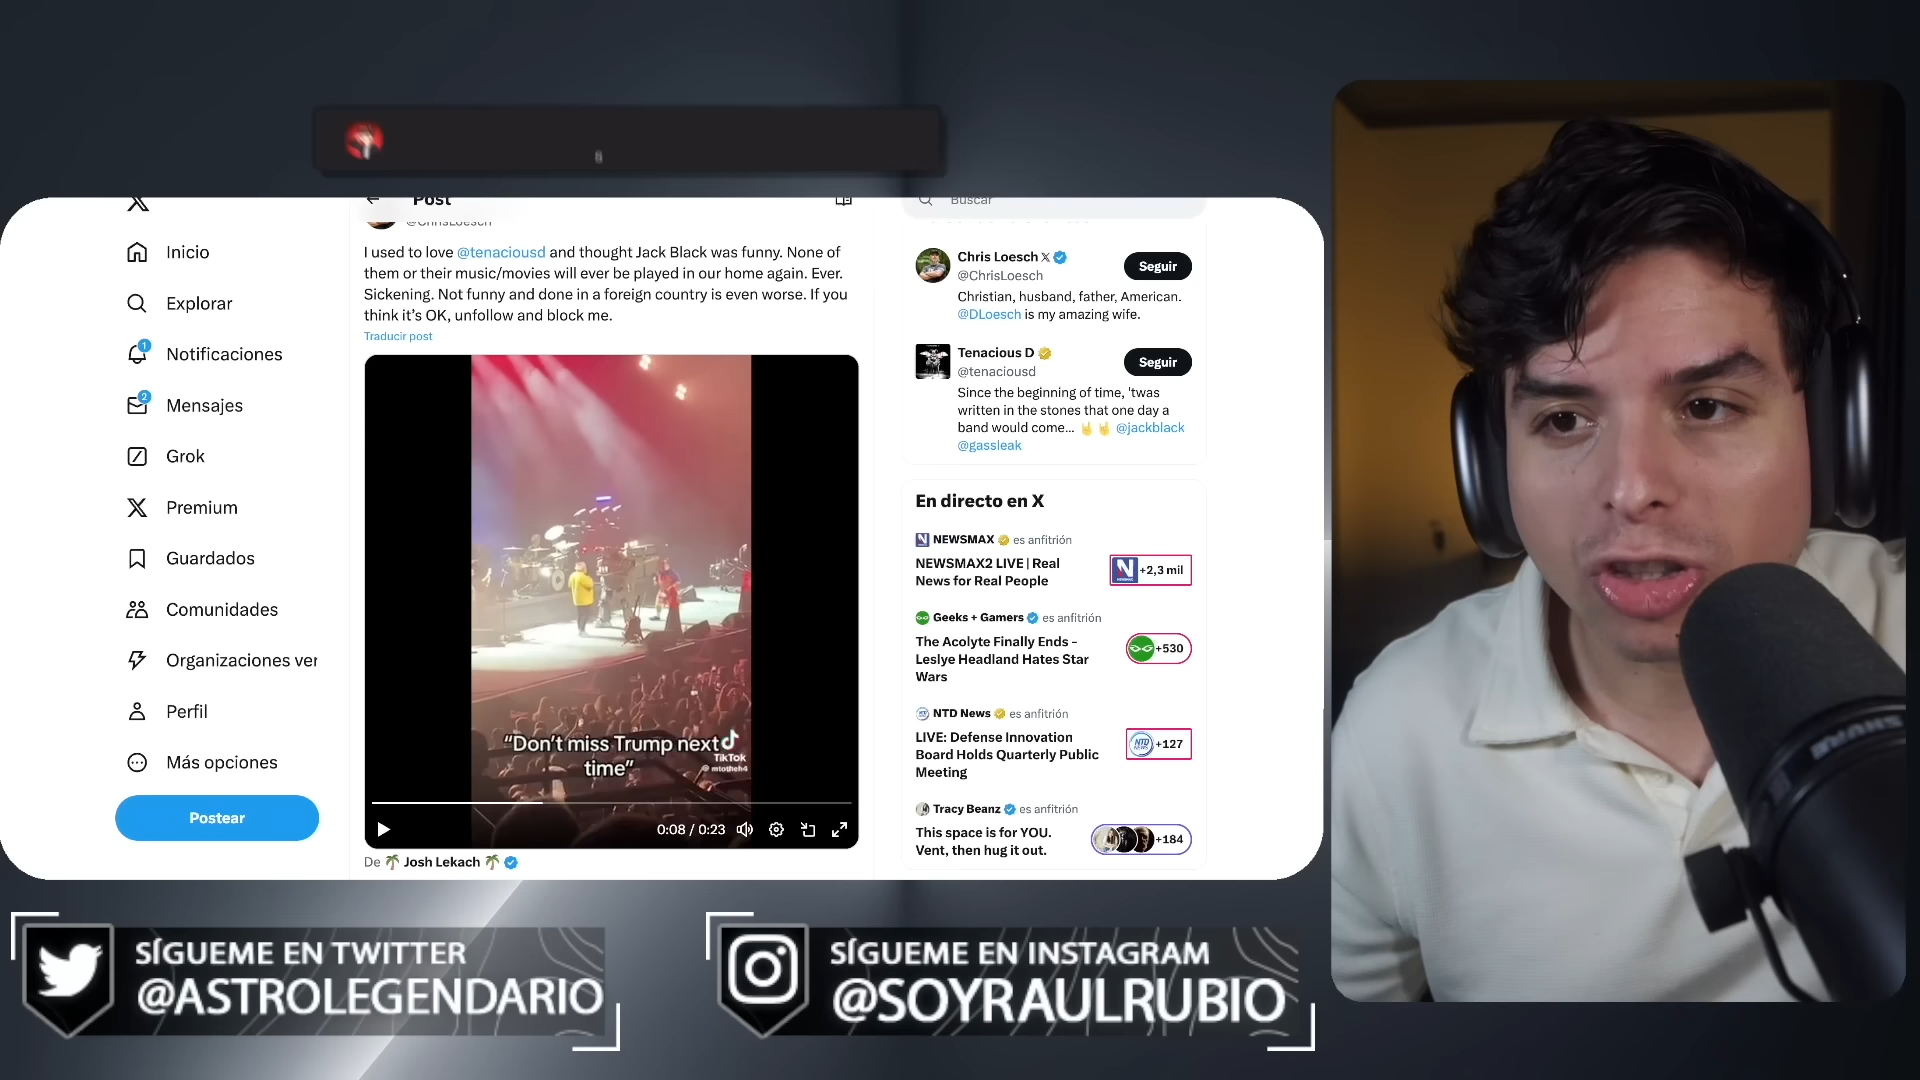 Post
Buscar
@ChrisLoesch
Inicio
Explorar
1
Notificaciones
2
Mensajes
Grok
Premium
Guardados
Comunidades
Organizaciones ver
Perfil
Más opciones
Postear
I used to love @tenaciousd and thought Jack Black was funny. None of
them or their music/movies will ever be played in our home again. Ever.
Sickening. Not funny and done in a foreign country is even worse. If you
think it’s OK, unfollow and block me.
Traducir post
“Don’t miss Trump next
time”
TikTok
@ mtotheh4
0:08 / 0:23
De 🌴 Josh Lekach 🌴
Chris Loesch 𝕏
@ChrisLoesch
Seguir
Christian, husband, father, American.
@DLoesch is my amazing wife.
Tenacious D
@tenaciousd
Seguir
Since the beginning of time, 'twas
written in the stones that one day a
band would come... 🤘 🤘 @jackblack
@gassleak
En directo en X
NEWSMAX es anfitrión
NEWSMAX2 LIVE | Real
News for Real People
+2,3 mil
Geeks + Gamers es anfitrión
The Acolyte Finally Ends -
Leslye Headland Hates Star
Wars
+530
NTD News es anfitrión
LIVE: Defense Innovation
Board Holds Quarterly Public
Meeting
NTD
+127
Tracy Beanz es anfitrión
This space is for YOU.
Vent, then hug it out.
+184
SÍGUEME EN TWITTER
@ASTROLEGENDARIO
SÍGUEME EN INSTAGRAM
@SOYRAULRUBIO